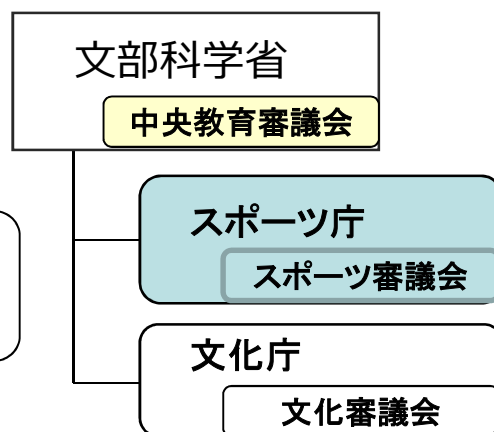 文部科学省
中央教育審議会
スポーツ庁
スポーツ審議会
文化庁
文化審議会